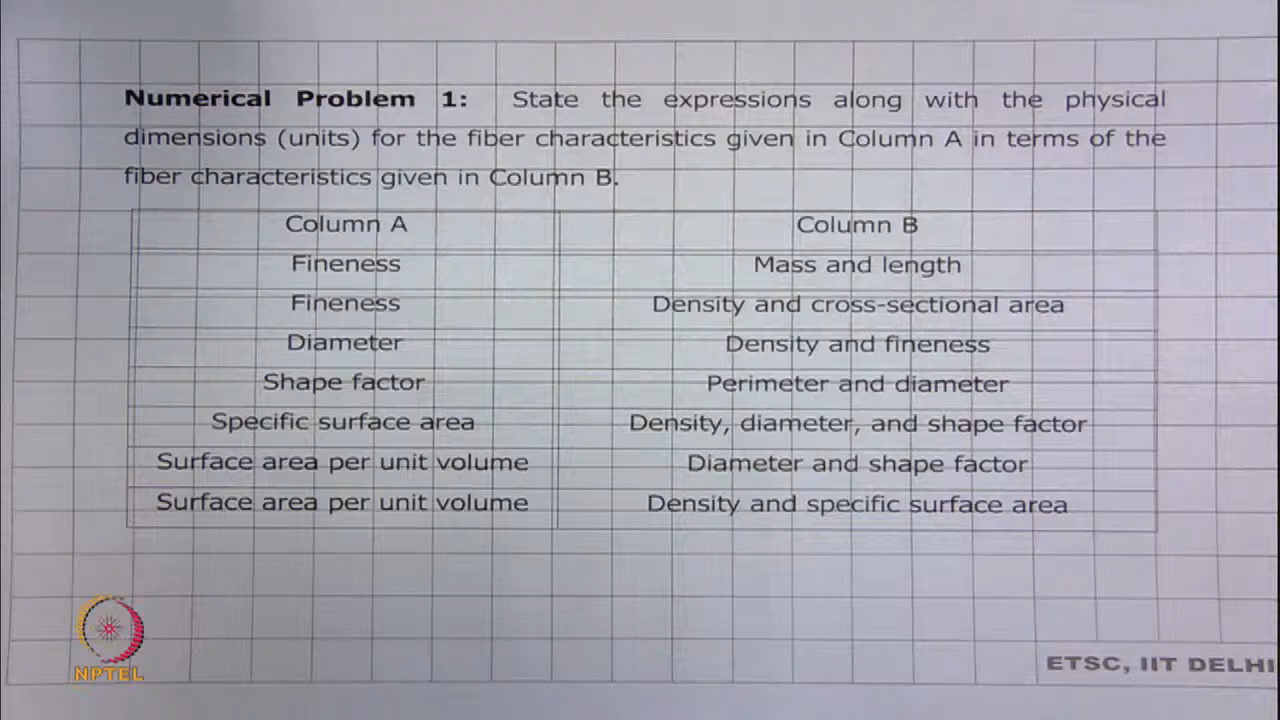 Numerical Problem 1: State the expressions along with the physical
dimensions (units) for the fiber characteristics given in Column A in terms of the
fiber characteristics given in Column B.
Column A Column B
Fineness Mass and length
Fineness Density and cross-sectional area
Diameter Density and fineness
Shape factor Perimeter and diameter
Specific surface area Density, diameter, and shape factor
Surface area per unit volume Diameter and shape factor
Surface area per unit volume Density and specific surface area
NPTEL
ETSC, IIT DELHI